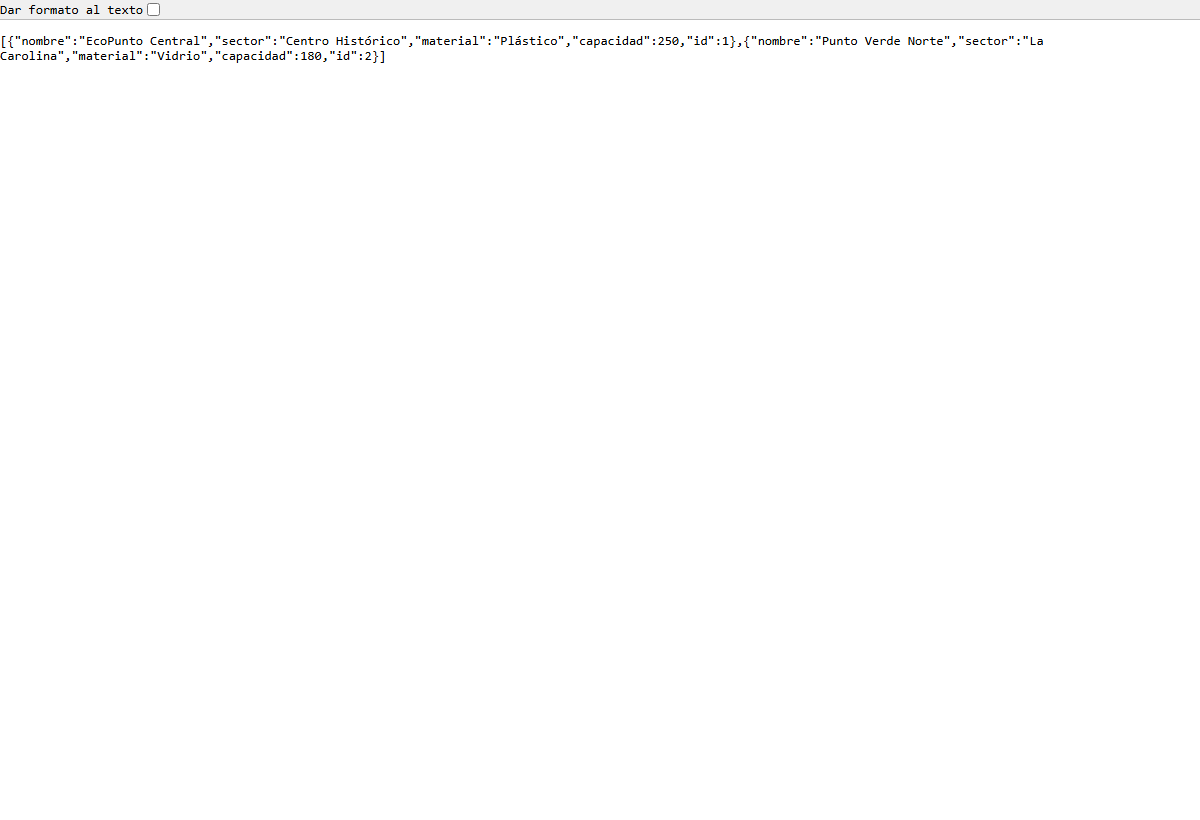 Dar formato al texto
[{"nombre":"EcoPunto Central","sector":"Centro Histórico","material":"Plástico","capacidad":250,"id":1},{"nombre":"Punto Verde Norte","sector":"La
Carolina","material":"Vidrio","capacidad":180,"id":2}]